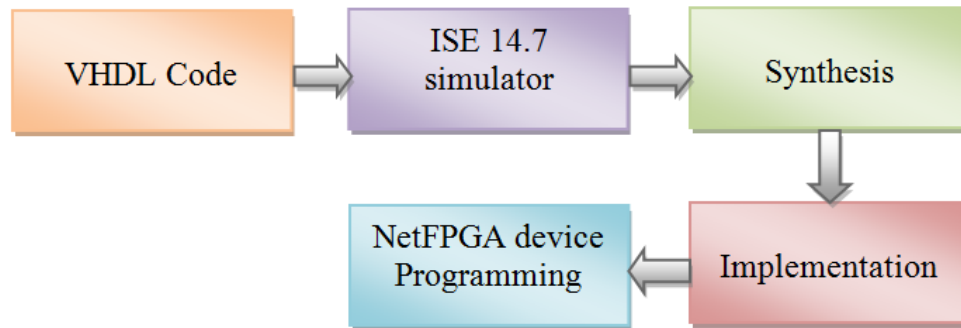 VHDL Code
ISE 14.7
simulator
Synthesis
Implementation
NetFPGA device
Programming